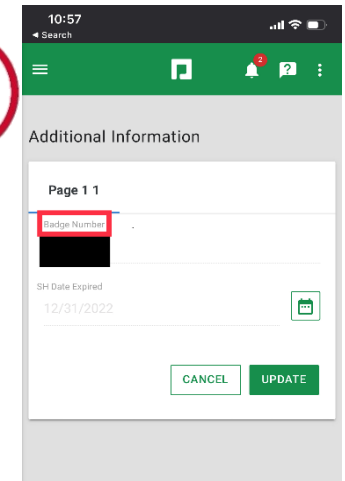 10:57
◄ Search
2
?
Additional Information
Page 1 1
Badge Number
SH Date Expired
12/31/2022
CANCEL
UPDATE